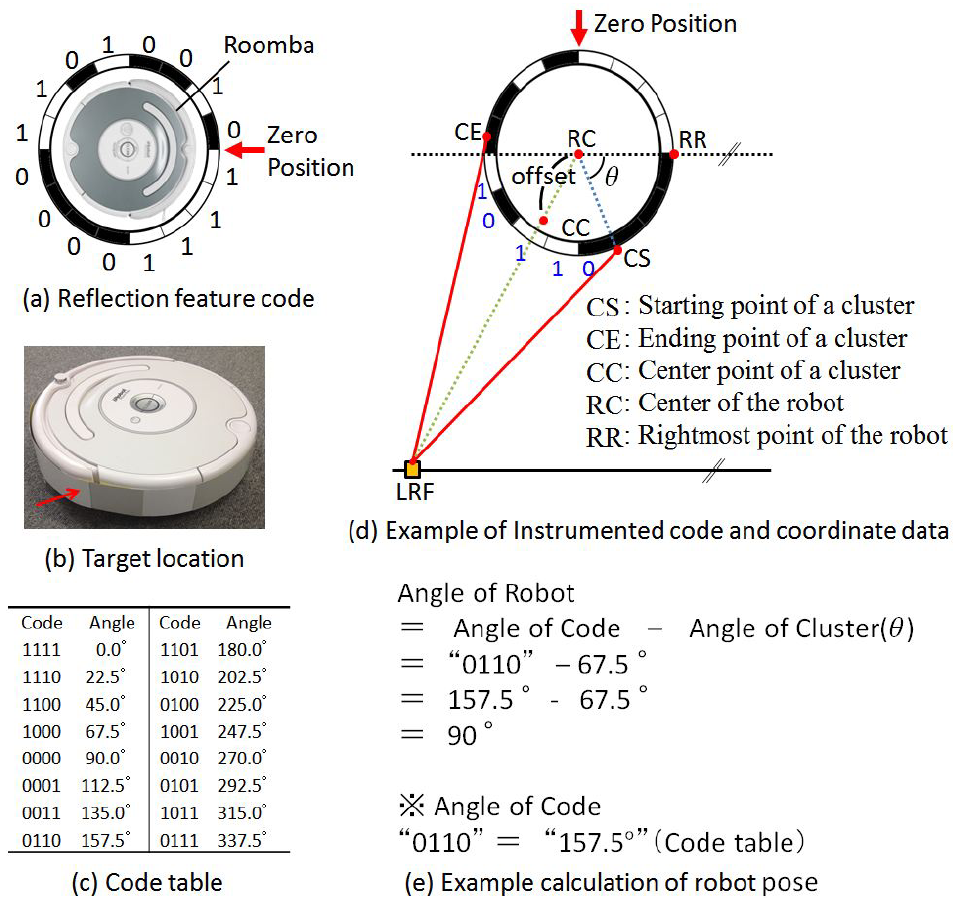 Roomba
0
1
0
0
1
0
1
1
1
1
0
0
0
0
1
1
Zero
Position
(a) Reflection feature code
(b) Target location
Code Angle Code Angle
1111 0.0° 1101 180.0°
1110 22.5° 1010 202.5°
1100 45.0° 0100 225.0°
1000 67.5° 1001 247.5°
0000 90.0° 0010 270.0°
0001 112.5° 0101 292.5°
0011 135.0° 1011 315.0°
0110 157.5° 0111 337.5°
(c) Code table
Zero Position
CE
RC
RR
offset
θ
1
0
1
1
0
CC
CS
CS: Starting point of a cluster
CE: Ending point of a cluster
CC: Center point of a cluster
RC: Center of the robot
RR: Rightmost point of the robot
LRF
(d) Example of Instrumented code and coordinate data
Angle of Robot
= Angle of Code – Angle of Cluster(θ)
= “0110” – 67.5 °
= 157.5 ° - 67.5 °
= 90 °
※ Angle of Code
“0110” = “157.5°” (Code table)
(e) Example calculation of robot pose